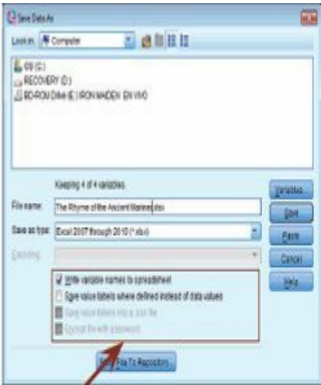 Save Data As
Look in: Computer
OS (C:)
RECOVERY (D:)
BD-ROM Drive (E:) IRON MAIDEN EN VIVO
Keeping 4 of 4 variables.
Variables...
File name: The Rhyme of the Ancient Mariner.xlsx
Save
Save as type: Excel 2007 through 2010 (*.xlsx)
Paste
Encoding:
Cancel
Write variable names to spreadsheet
Help
Save value labels where defined instead of data values
Save value labels into a .sas file
Encrypt file with password
Store File To Repository...